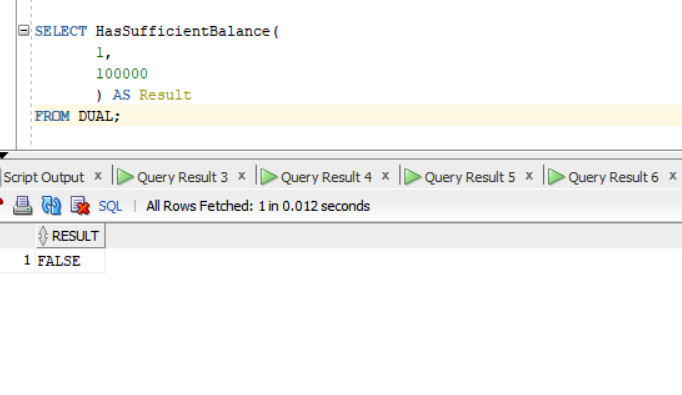 SELECT HasSufficientBalance(
1,
100000
) AS Result
FROM DUAL;
Script Output x Query Result 3 x Query Result 4 x Query Result 5 x Query Result 6 x
SQL | All Rows Fetched: 1 in 0.012 seconds
RESULT
1 FALSE